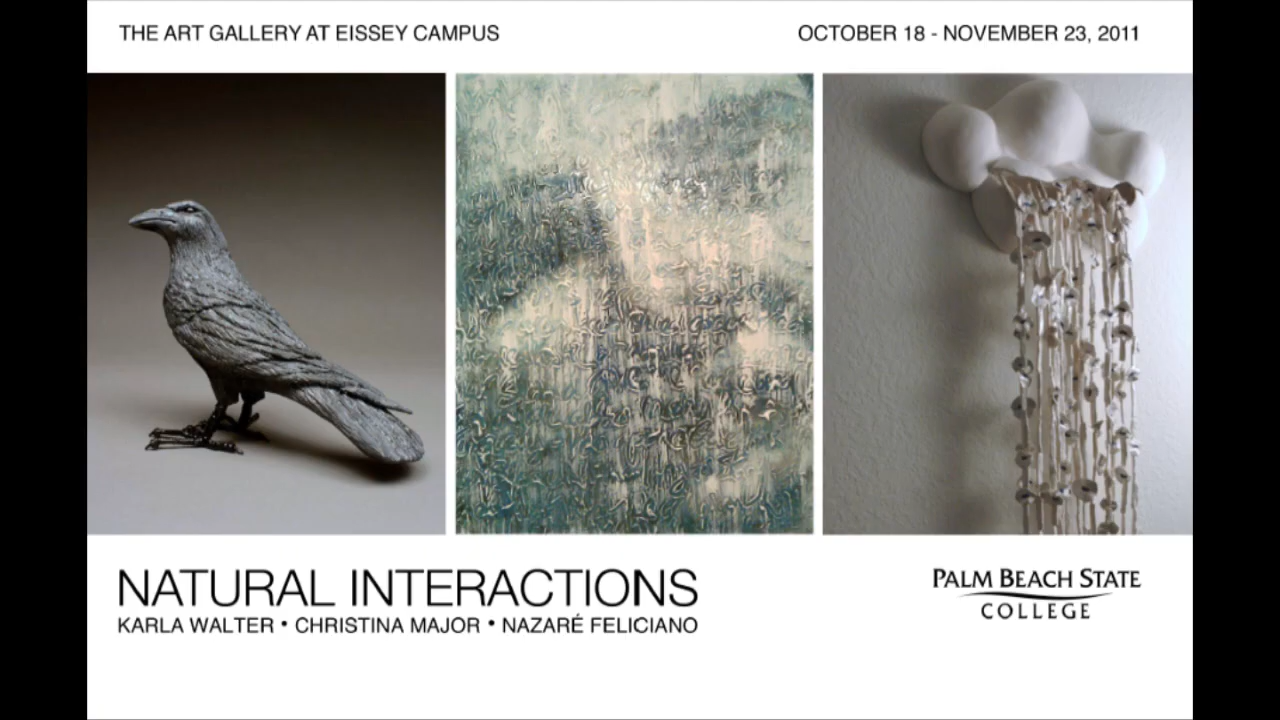 THE ART GALLERY AT EISSEY CAMPUS
OCTOBER 18 - NOVEMBER 23, 2011
NATURAL INTERACTIONS
KARLA WALTER • CHRISTINA MAJOR • NAZARÉ FELICIANO
PALM BEACH STATE
COLLEGE